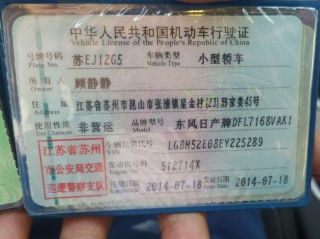 中华人民共和国机动车行驶证
Vehicle License of the People's Republic of China
号牌号码 苏EJ12G5 车辆类型 小型轿车
Plate No. Vehicle Type
所有人 顾静静
Owner
住址 江苏省苏州市昆山市张浦镇星金村(23)苏家娄45号
Address
使用性质 非营运 品牌型号 东风日产牌DFL7168VAK1
Use Character Model
江苏省苏州 车辆识别代号 LGBH52E08EY225289
VIN
市公安局交通 发动机号码 512714X
巡逻警察支队 注册日期 2014-07-18 发证日期 2014-07-18
Register Date Issue Date